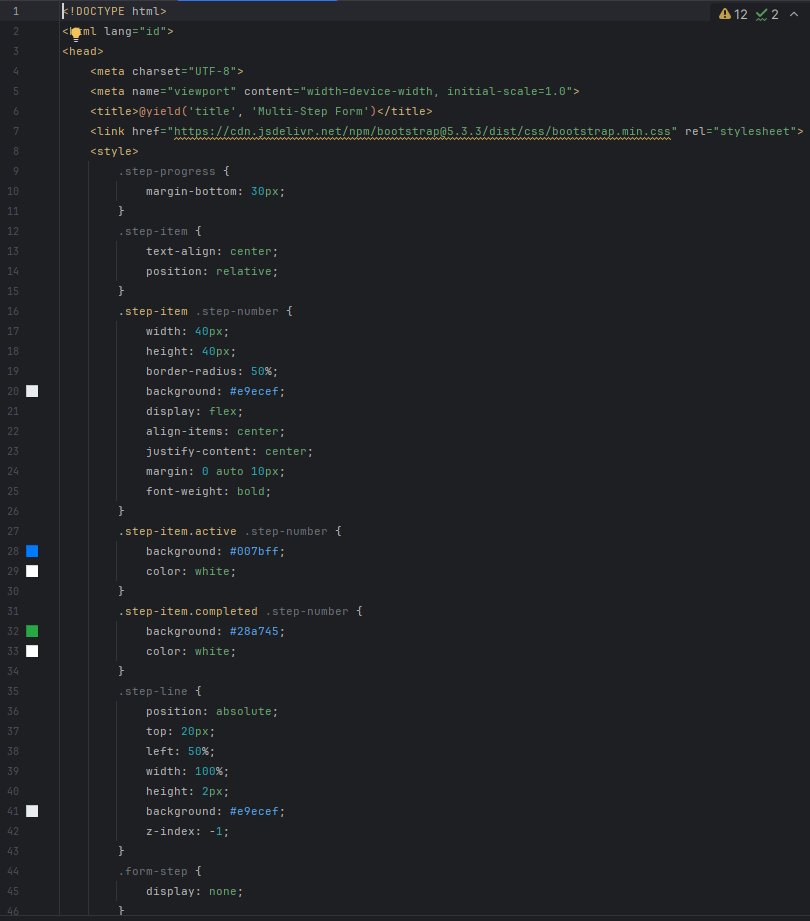 1 <!DOCTYPE html> 12 2
2 <html lang="id">
3 <head>
4 <meta charset="UTF-8">
5 <meta name="viewport" content="width=device-width, initial-scale=1.0">
6 <title>@yield('title', 'Multi-Step Form')</title>
7 <link href="https://cdn.jsdelivr.net/npm/bootstrap@5.3.3/dist/css/bootstrap.min.css" rel="stylesheet">
8 <style>
9 .step-progress {
10 margin-bottom: 30px;
11 }
12 .step-item {
13 text-align: center;
14 position: relative;
15 }
16 .step-item .step-number {
17 width: 40px;
18 height: 40px;
19 border-radius: 50%;
20 background: #e9ecef;
21 display: flex;
22 align-items: center;
23 justify-content: center;
24 margin: 0 auto 10px;
25 font-weight: bold;
26 }
27 .step-item.active .step-number {
28 background: #007bff;
29 color: white;
30 }
31 .step-item.completed .step-number {
32 background: #28a745;
33 color: white;
34 }
35 .step-line {
36 position: absolute;
37 top: 20px;
38 left: 50%;
39 width: 100%;
40 height: 2px;
41 background: #e9ecef;
42 z-index: -1;
43 }
44 .form-step {
45 display: none;
46 }